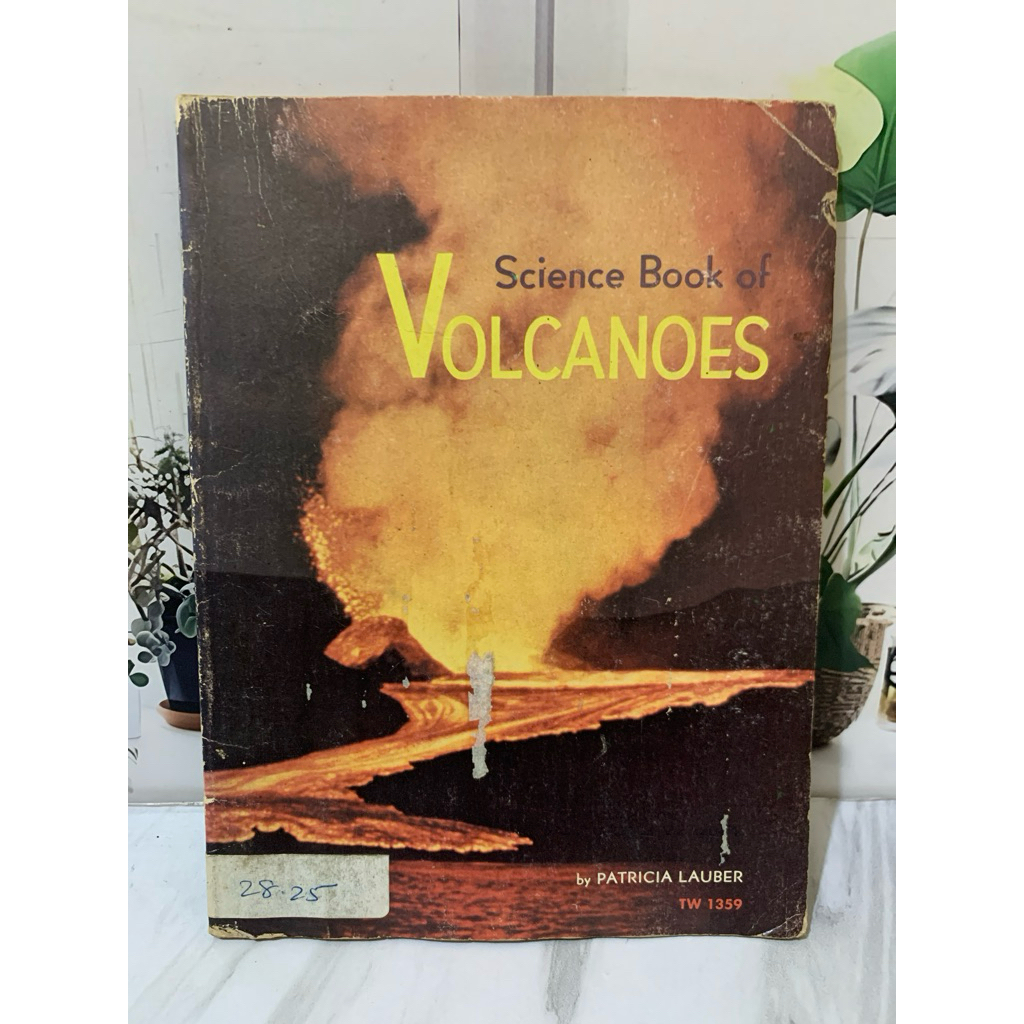 Science Book of
VOLCANOES
by PATRICIA LAUBER
TW 1359
28.25